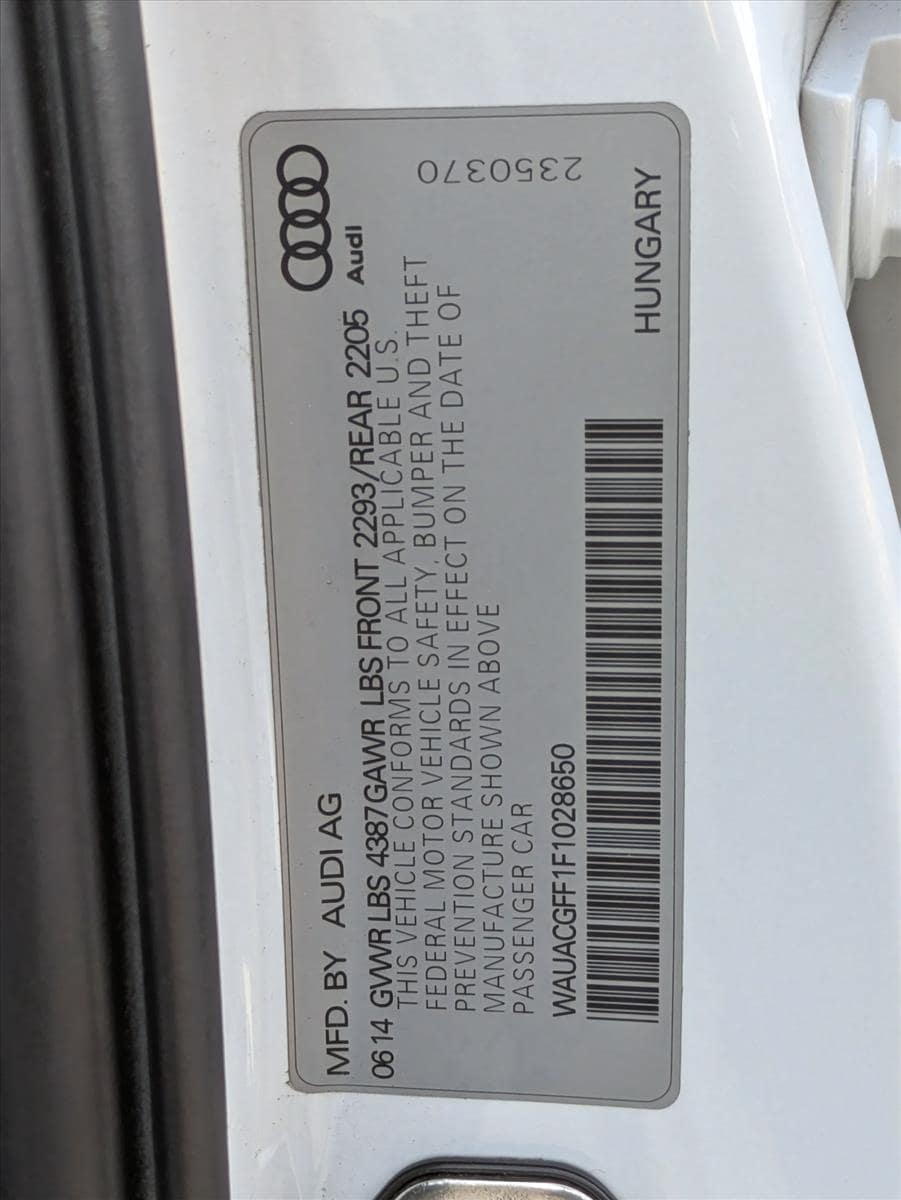 MFD. BY AUDI AG
Audi
0614 GVWR LBS 4387 GAWR LBS FRONT 2293/REAR 2205
THIS VEHICLE CONFORMS TO ALL APPLICABLE U.S.
FEDERAL MOTOR VEHICLE SAFETY, BUMPER AND THEFT
PREVENTION STANDARDS IN EFFECT ON THE DATE OF
MANUFACTURE SHOWN ABOVE
PASSENGER CAR
2350370
WAUACGFF1F1028650
HUNGARY